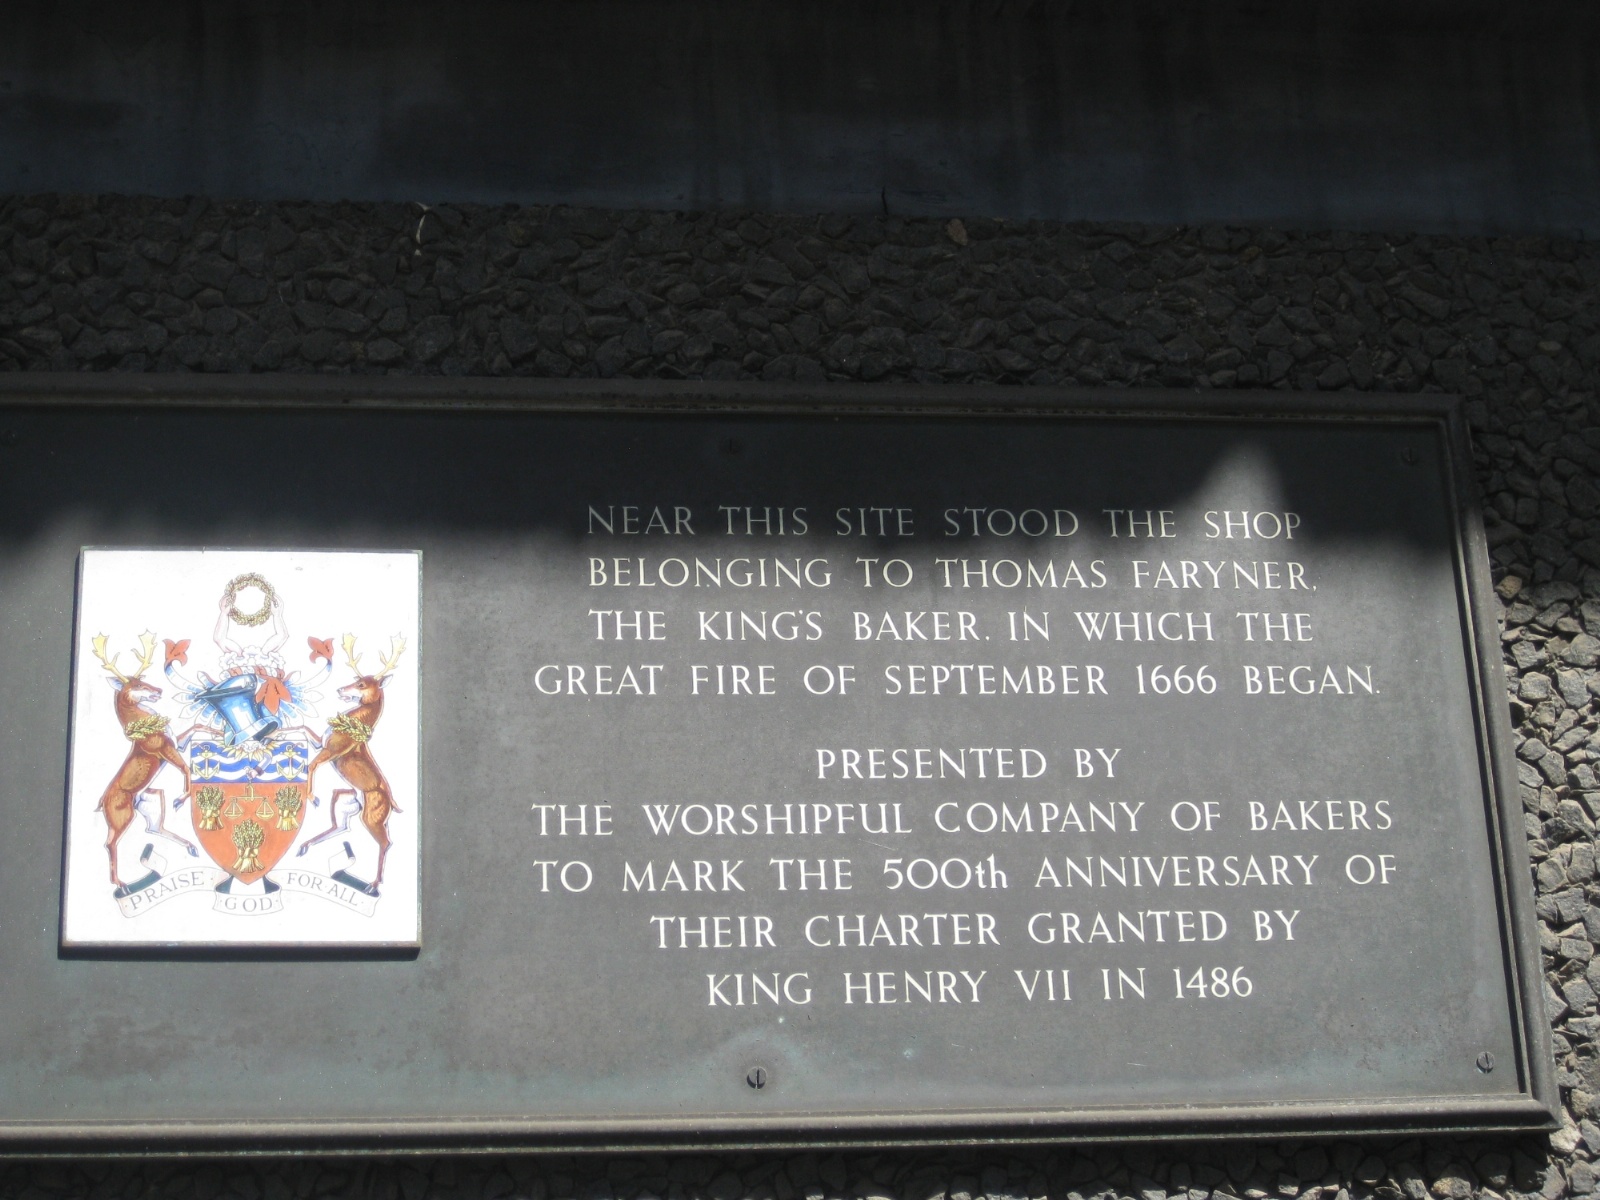 NEAR THIS SITE STOOD THE SHOP
BELONGING TO THOMAS FARYNER,
THE KING'S BAKER, IN WHICH THE
GREAT FIRE OF SEPTEMBER 1666 BEGAN.
PRESENTED BY
THE WORSHIPFUL COMPANY OF BAKERS
TO MARK THE 500th ANNIVERSARY OF
THEIR CHARTER GRANTED BY
KING HENRY VII IN 1486
·PRAISE· GOD· FOR·ALL·